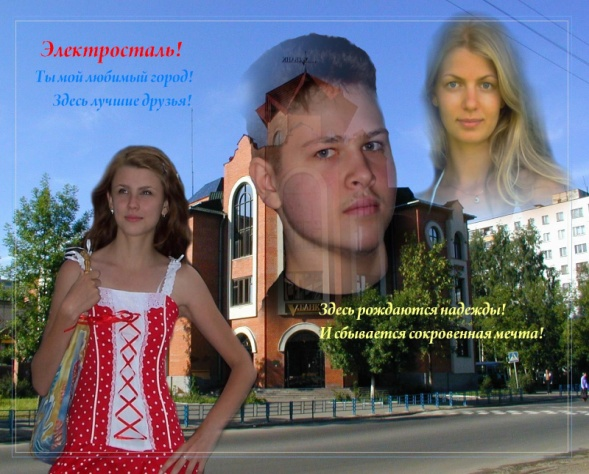 Электросталь!
Ты мой любимый город!
Здесь лучшие друзья!
Здесь рождаются надежды!
И сбывается сокровенная мечта!